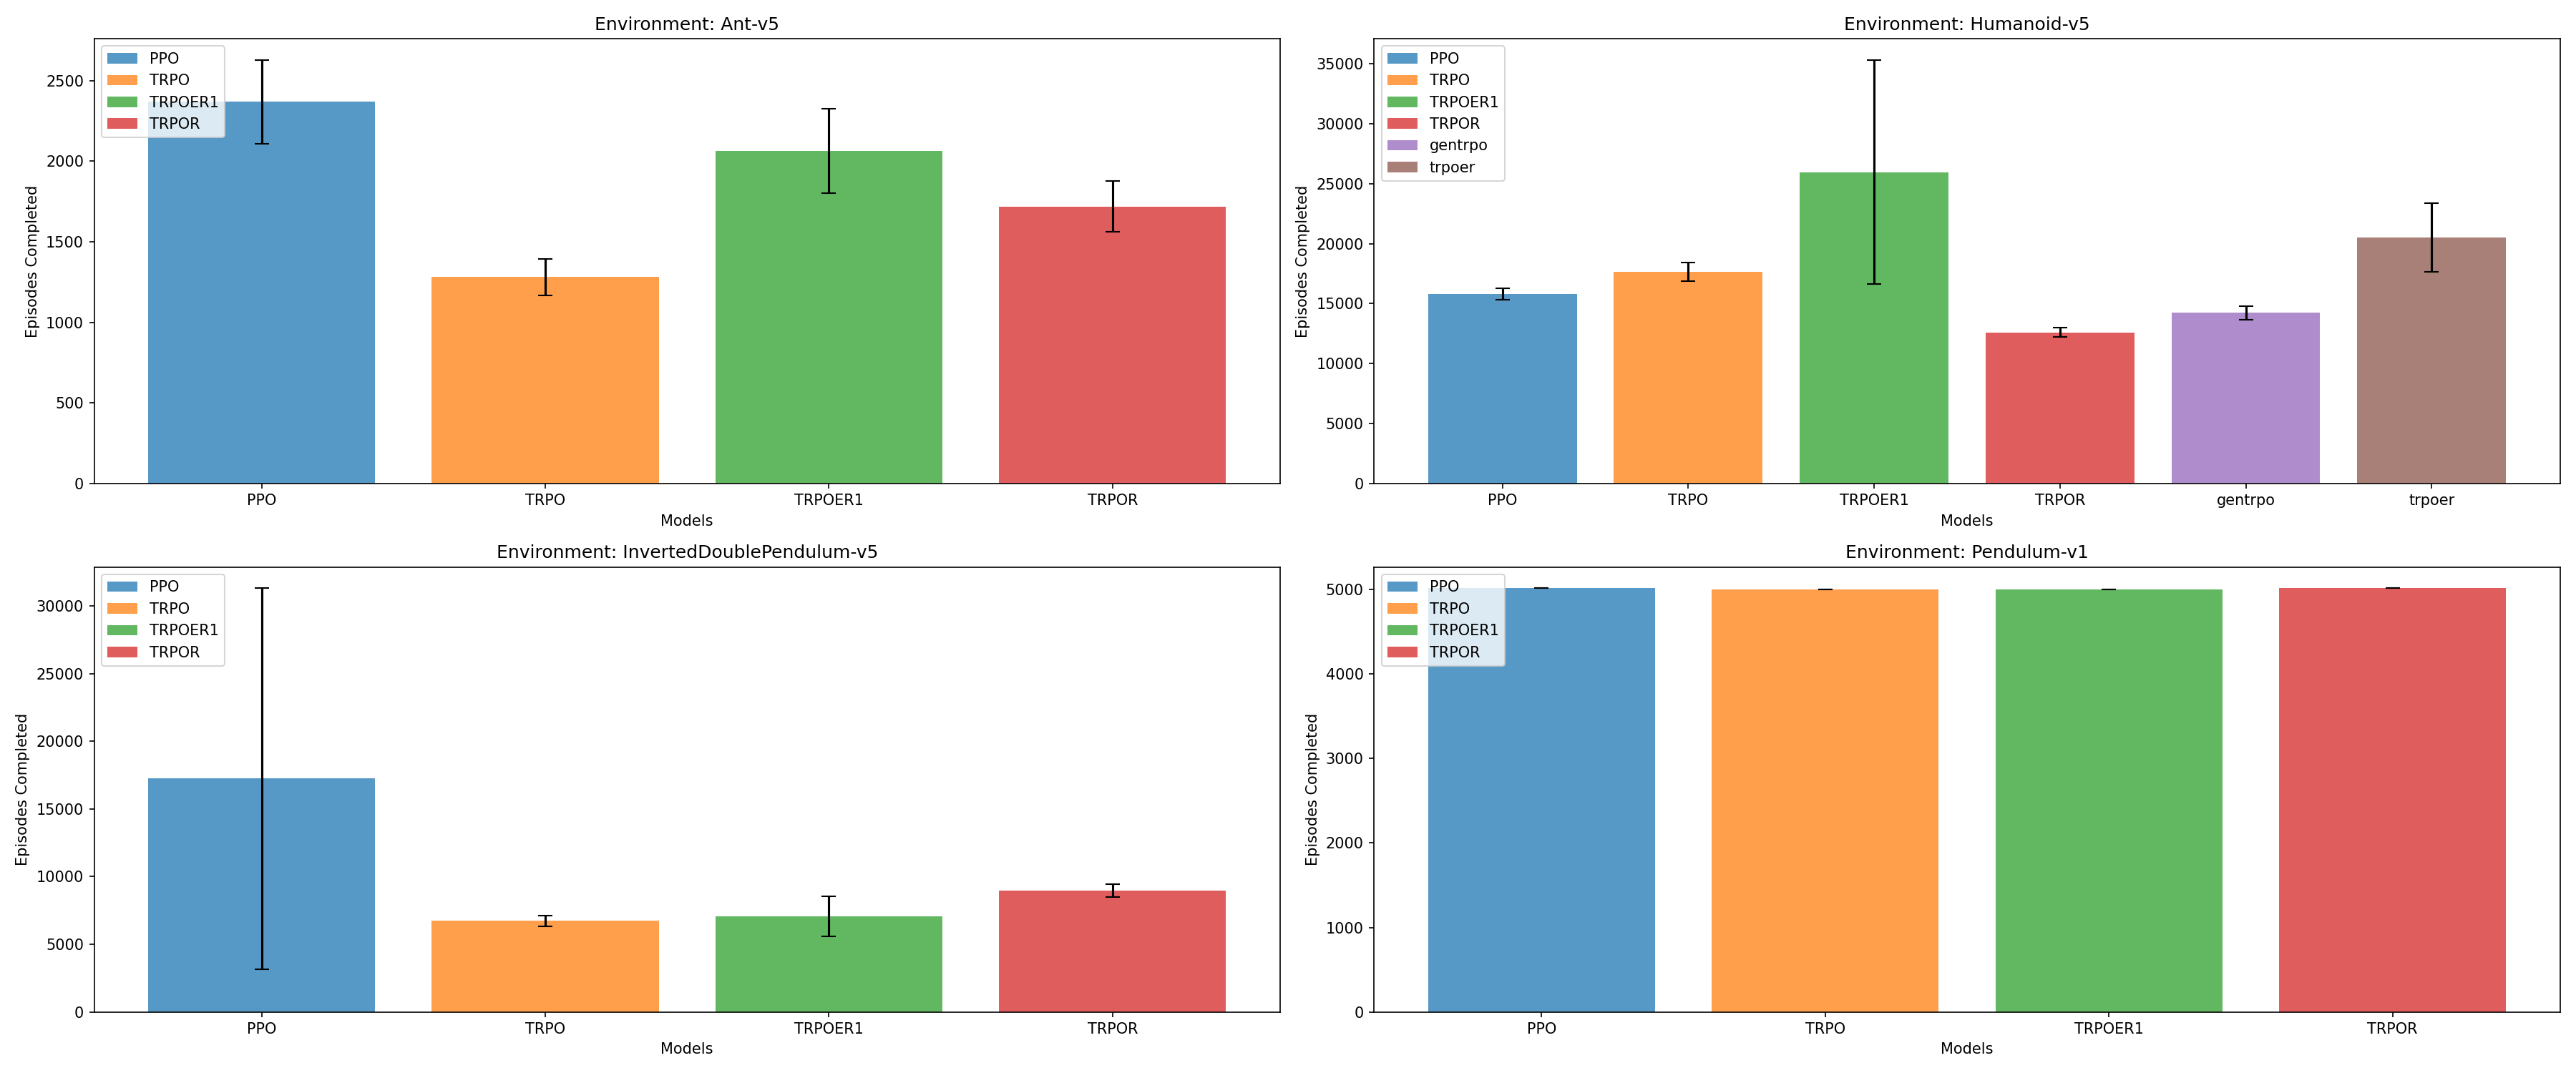 Environment: Ant-v5
PPO
TRPO
TRPOER1
TRPOR
2500
2000
1500
1000
500
0
Episodes Completed
PPO TRPO TRPOER1 TRPOR
Models
Environment: Humanoid-v5
PPO
TRPO
TRPOER1
TRPOR
gentrpo
trpoer
35000
30000
25000
20000
15000
10000
5000
0
Episodes Completed
PPO TRPO TRPOER1 TRPOR gentrpo trpoer
Models
Environment: InvertedDoublePendulum-v5
PPO
TRPO
TRPOER1
TRPOR
30000
25000
20000
15000
10000
5000
0
Episodes Completed
PPO TRPO TRPOER1 TRPOR
Models
Environment: Pendulum-v1
PPO
TRPO
TRPOER1
TRPOR
5000
4000
3000
2000
1000
0
Episodes Completed
PPO TRPO TRPOER1 TRPOR
Models